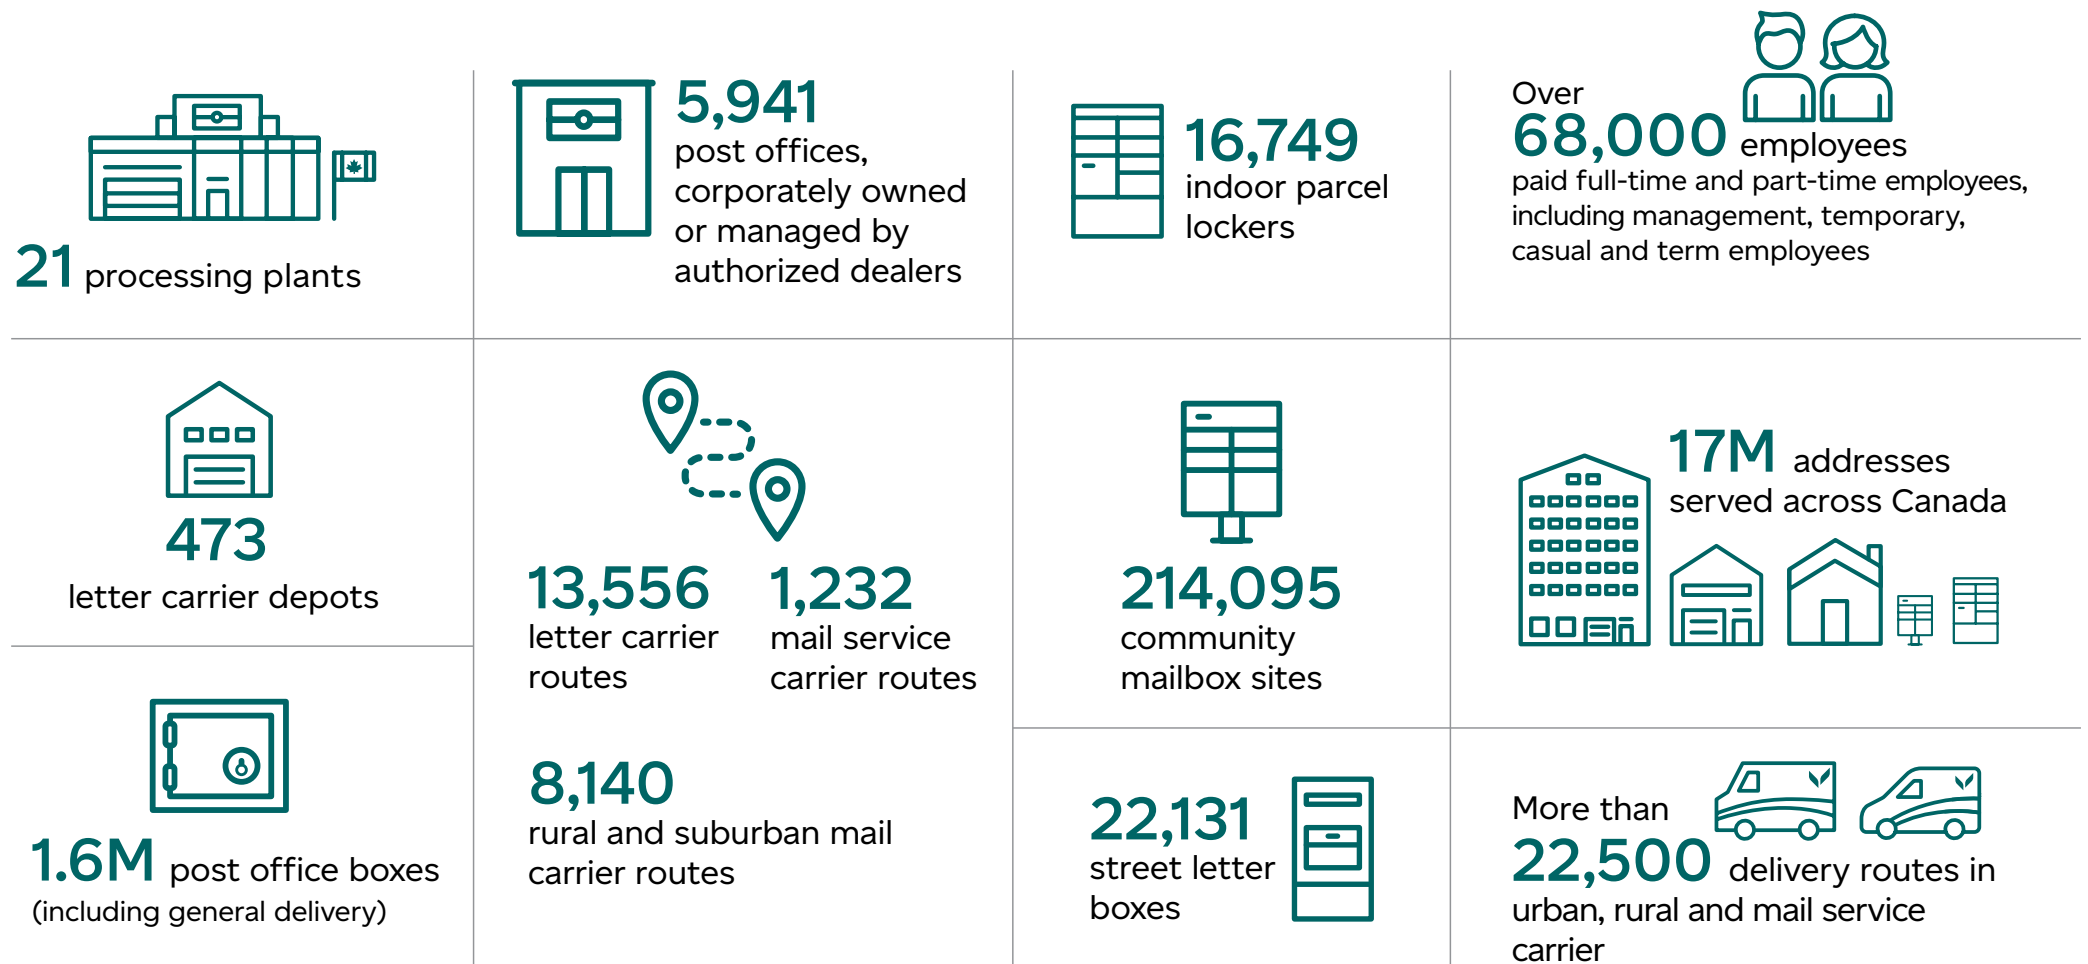 21 processing plants
5,941
post offices,
corporately owned
or managed by
authorized dealers
16,749
indoor parcel
lockers
Over
68,000 employees
paid full-time and part-time employees,
including management, temporary,
casual and term employees
473
letter carrier depots
13,556
letter carrier
routes
1,232
mail service
carrier routes
8,140
rural and suburban mail
carrier routes
214,095
community
mailbox sites
17M addresses
served across Canada
1.6M post office boxes
(including general delivery)
22,131
street letter
boxes
More than
22,500 delivery routes in
urban, rural and mail service
carrier